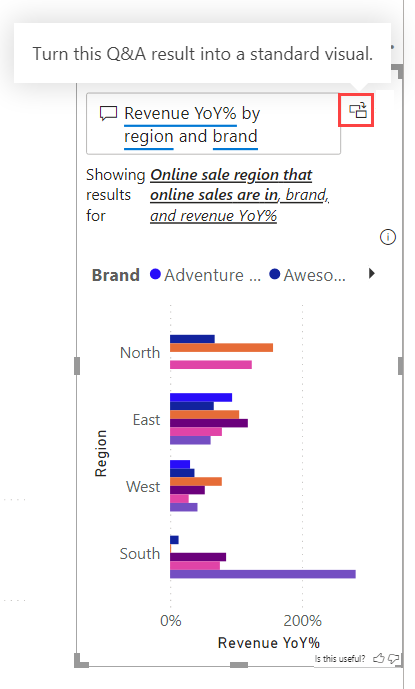 Turn this Q&A result into a standard visual.
Revenue YoY% by
region and brand
Showing results for
Online sale region that
online sales are in, brand,
and revenue YoY%
Brand Adventure ... Aweso...
North
East
West
South
Region
0% 200%
Revenue YoY%
Is this useful?